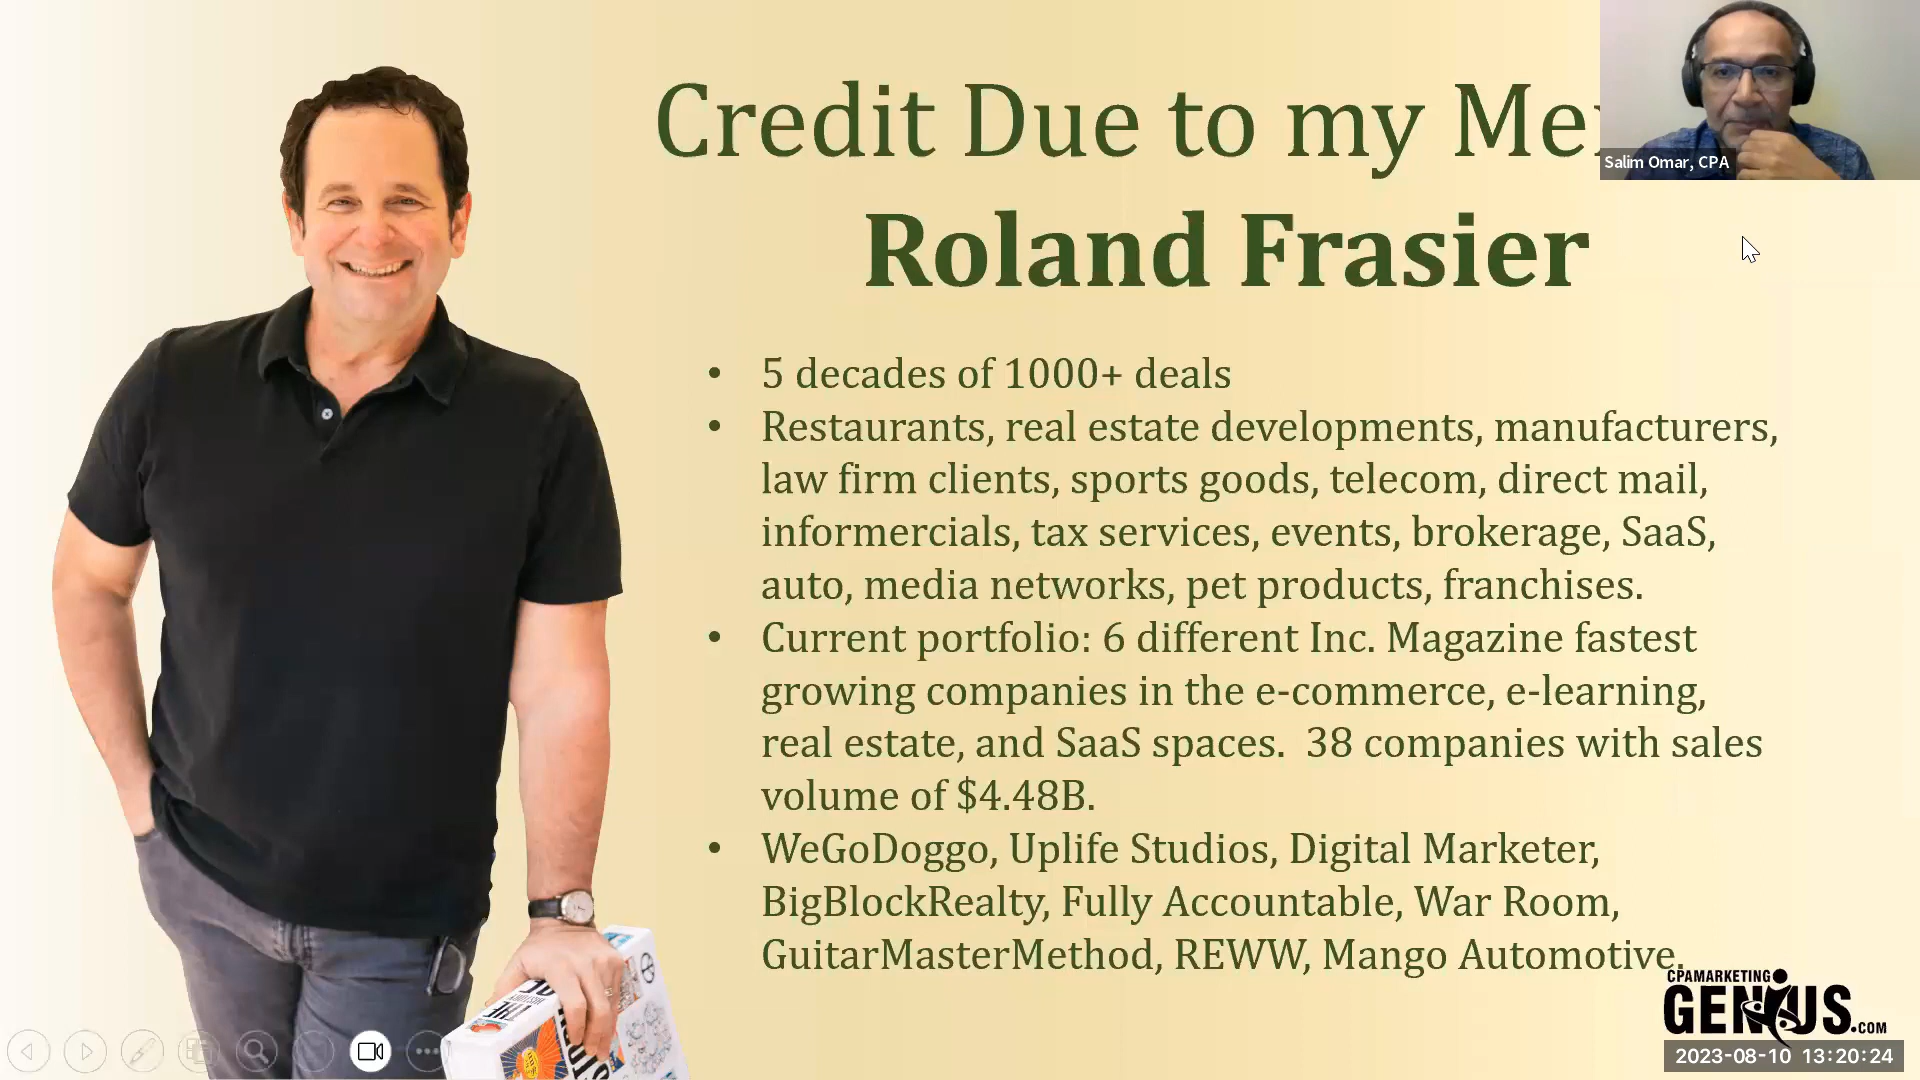 Credit Due to my Me
Salim Omar, CPA
Roland Frasier
• 5 decades of 1000+ deals
• Restaurants, real estate developments, manufacturers,
law firm clients, sports goods, telecom, direct mail,
informercials, tax services, events, brokerage, SaaS,
auto, media networks, pet products, franchises.
• Current portfolio: 6 different Inc. Magazine fastest
growing companies in the e-commerce, e-learning,
real estate, and SaaS spaces.  38 companies with sales
volume of $4.48B.
• WeGoDoggo, Uplife Studios, Digital Marketer,
BigBlockRealty, Fully Accountable, War Room,
GuitarMasterMethod, REWW, Mango Automotive.
CPAMARKETING
GENIUS.COM
2023-08-10 13:20:24
THE